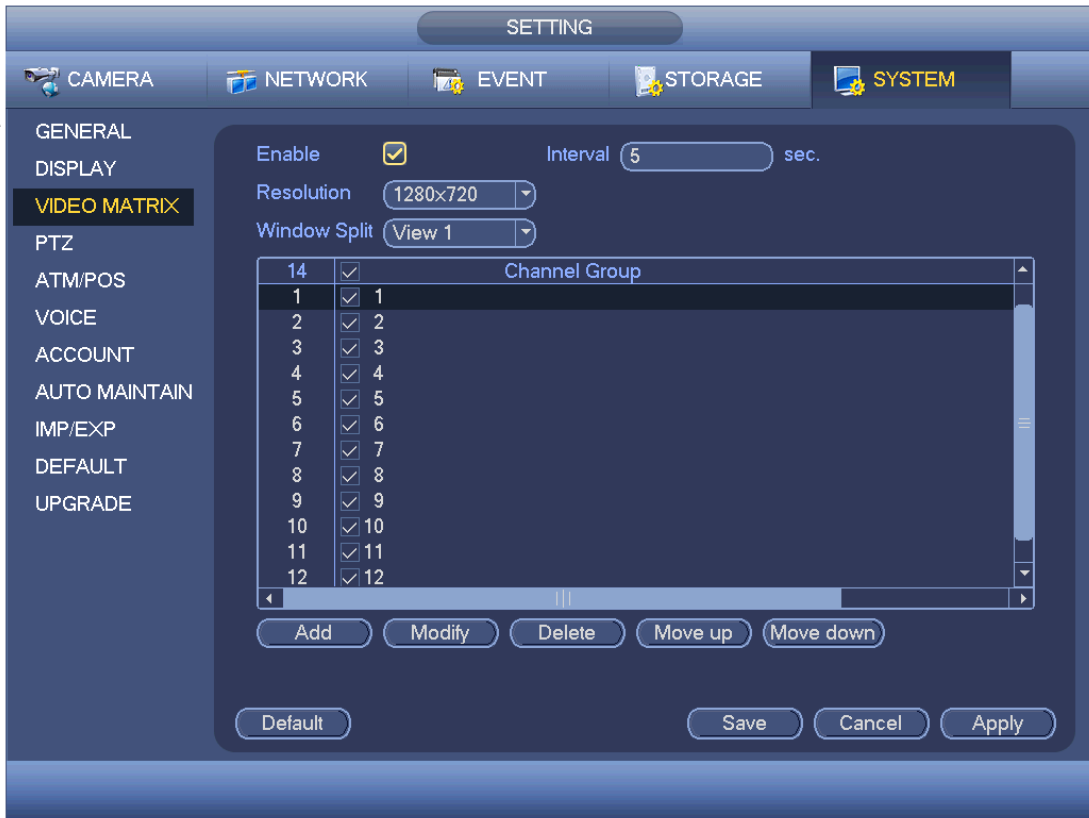 SETTING
CAMERA NETWORK EVENT STORAGE SYSTEM
GENERAL
DISPLAY
VIDEO MATRIX
PTZ
ATM/POS
VOICE
ACCOUNT
AUTO MAINTAIN
IMP/EXP
DEFAULT
UPGRADE
Enable Interval 5 sec.
Resolution 1280×720
Window Split View 1
14 Channel Group
1 1
2 2
3 3
4 4
5 5
6 6
7 7
8 8
9 9
10 10
11 11
12 12
Add Modify Delete Move up Move down
Default Save Cancel Apply